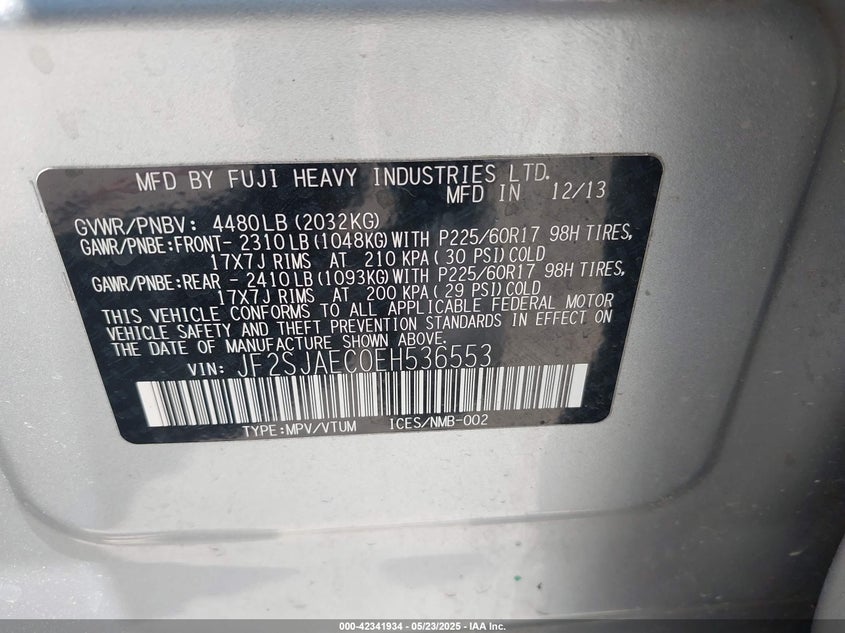 MFD BY FUJI HEAVY INDUSTRIES LTD.
MFD IN 12/13
GVWR/PNBV: 4480LB(2032KG)
GAWR/PNBE:FRONT- 2310LB(1048KG)WITH P225/60R17 98H TIRES,
17X7J RIMS AT 210 KPA( 30 PSI)COLD
GAWR/PNBE:REAR - 2410LB(1093KG)WITH P225/60R17 98H TIRES,
17X7J RIMS AT 200 KPA( 29 PSI)COLD
THIS VEHICLE CONFORMS TO ALL APPLICABLE FEDERAL MOTOR
VEHICLE SAFETY AND THEFT PREVENTION STANDARDS IN EFFECT ON
THE DATE OF MANUFACTURE SHOWN ABOVE.
VIN: JF2SJAEC0EH536553
TYPE:MPV/VTUM ICES/NMB-002
000-42341934 - 05/23/2025 - IAA Inc.